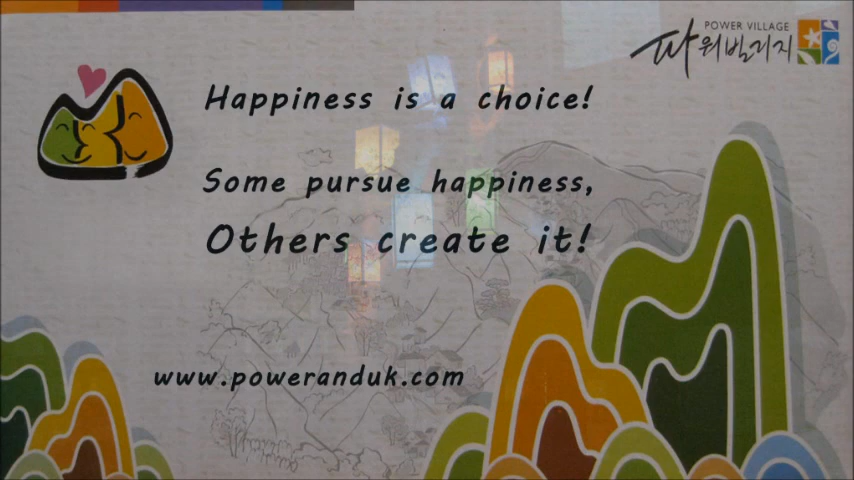 POWER VILLAGE
파워빌리지
Happiness is a choice!
Some pursue happiness,
Others create it!
www.poweranduk.com